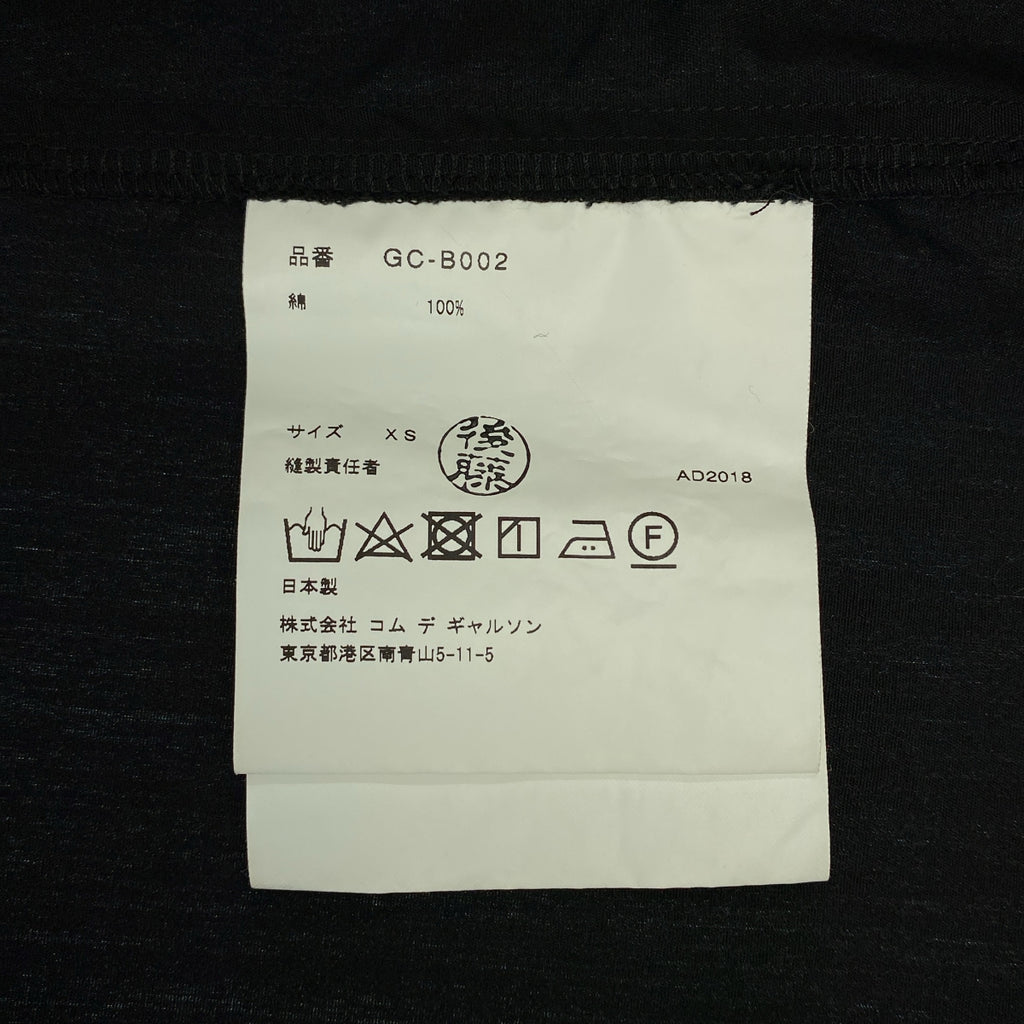 品番 GC-B002
綿 100%
サイズ XS
縫製責任者 後藤
AD2018
F
日本製
株式会社 コム デ ギャルソン
東京都港区南青山5-11-5